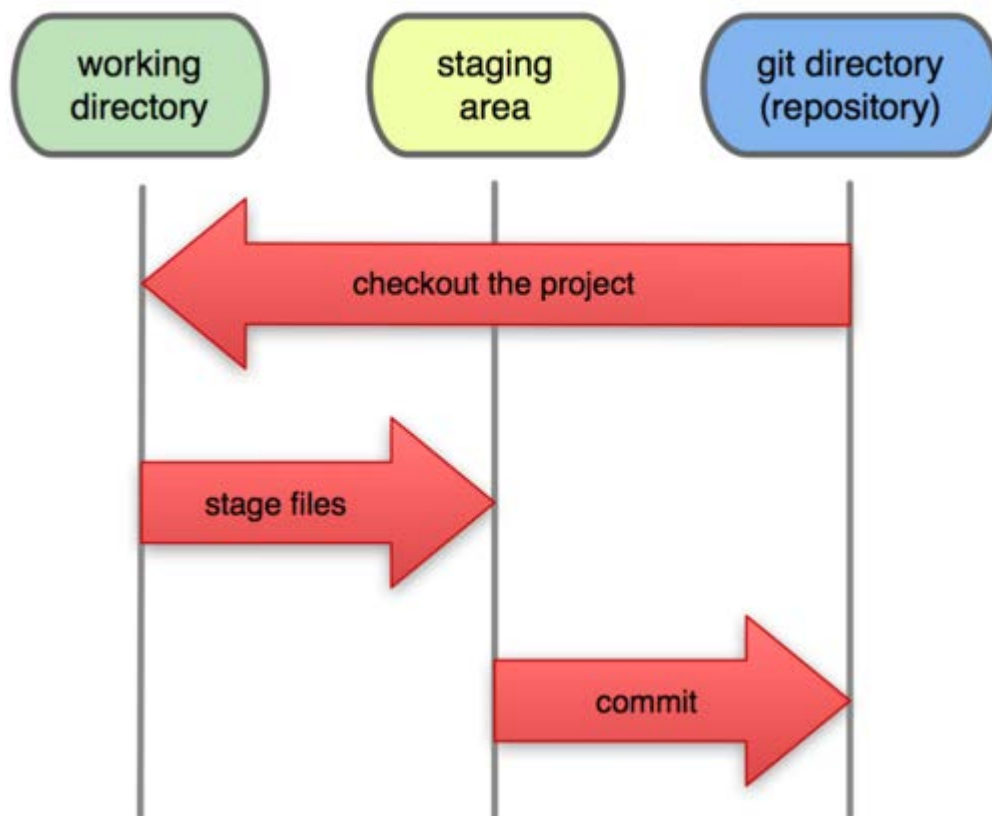 working
directory
staging
area
git directory
(repository)
checkout the project
stage files
commit